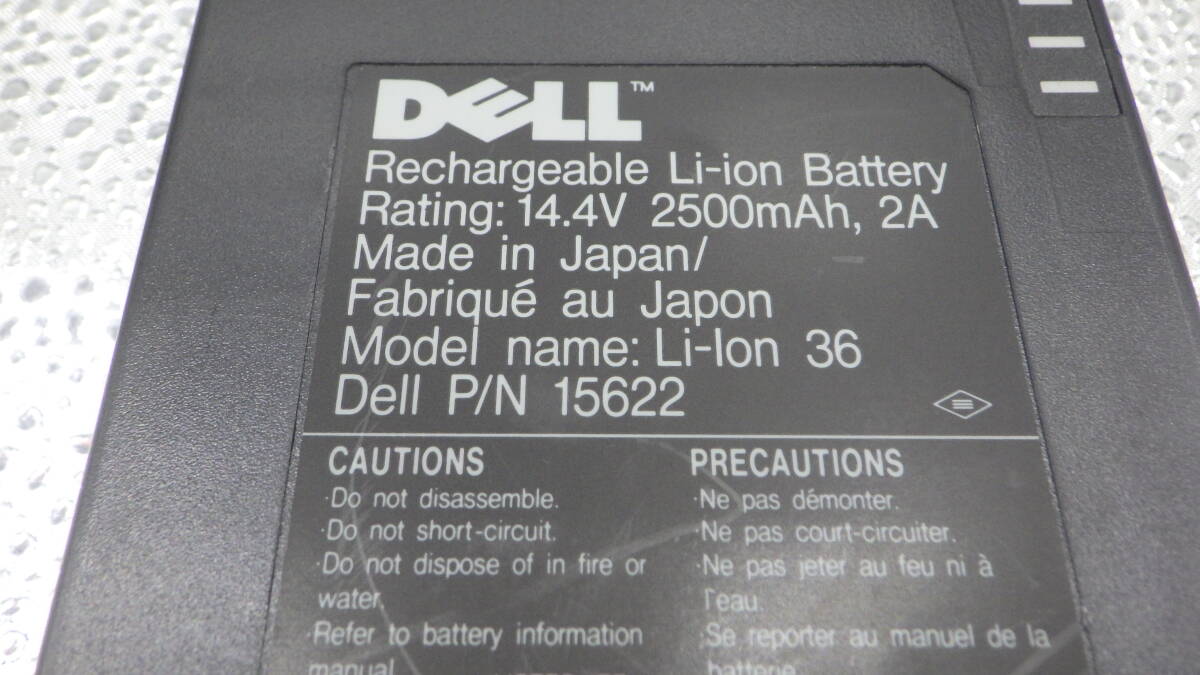 DELL™
Rechargeable Li-ion Battery
Rating: 14.4V 2500mAh, 2A
Made in Japan/
Fabriqué au Japon
Model name: Li-Ion 36
Dell P/N 15622
CAUTIONS
·Do not disassemble.
·Do not short-circuit.
·Do not dispose of in fire or
water.
·Refer to battery information
manual
PRECAUTIONS
·Ne pas démonter.
·Ne pas court-circuiter.
·Ne pas jeter au feu ni à
l'eau.
·Se reporter au manuel de la
batterie